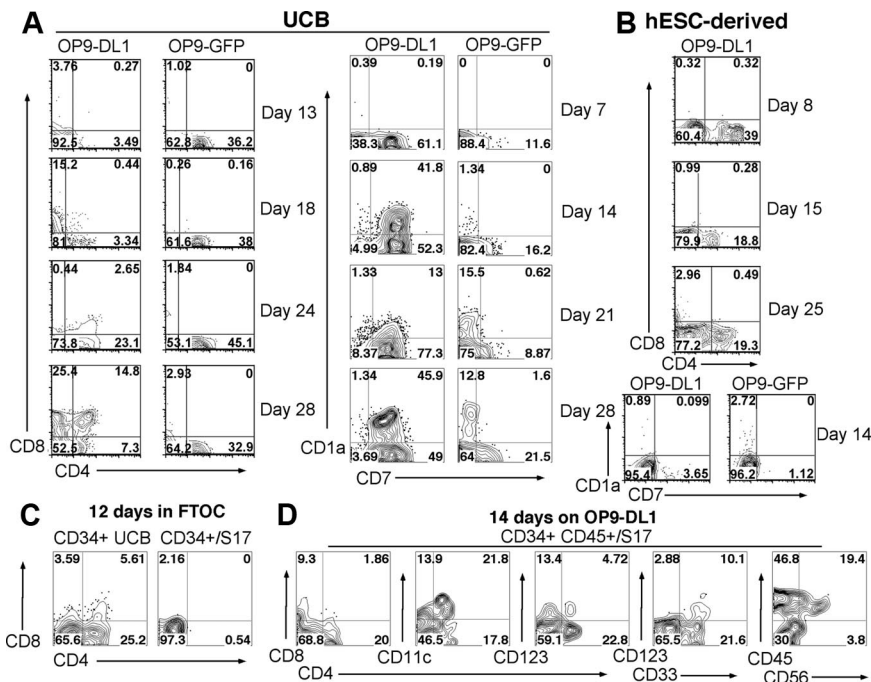 A
UCB
OP9-DL1 OP9-GFP
3.76 0.27 1.02 0
92.5 3.49 62.8 36.2
Day 13
15.2 0.44 0.26 0.16
81 3.34 61.6 38
Day 18
0.44 2.65 1.84 0
73.8 23.1 53.1 45.1
Day 24
25.4 14.8 2.93 0
52.5 7.3 64.2 32.9
Day 28
CD8
CD4
OP9-DL1 OP9-GFP
0.39 0.19 0 0
38.3 61.1 88.4 11.6
Day 7
0.89 41.8 1.34 0
4.99 52.3 82.4 16.2
Day 14
1.33 13 15.5 0.62
8.37 77.3 75 8.87
Day 21
1.34 45.9 12.8 1.6
3.69 49 64 21.5
Day 28
CD1a
CD7
B hESC-derived
OP9-DL1
0.32 0.32
60.4 39
Day 8
0.99 0.28
79.9 18.8
Day 15
2.96 0.49
77.2 19.3
Day 25
CD8
CD4
OP9-DL1 OP9-GFP
0.89 0.099 2.72 0
95.4 3.65 96.2 1.12
Day 14
CD1a
CD7
C 12 days in FTOC
CD34+ UCB CD34+/S17
3.59 5.61 2.16 0
65.6 25.2 97.3 0.54
CD8
CD4
D 14 days on OP9-DL1
CD34+ CD45+/S17
9.3 1.86 13.9 21.8 13.4 4.72 2.88 10.1 46.8 19.4
68.8 20 46.5 17.8 59.1 22.8 65.5 21.6 30 3.8
CD8 CD11c CD123 CD123 CD45
CD4 CD33 CD56